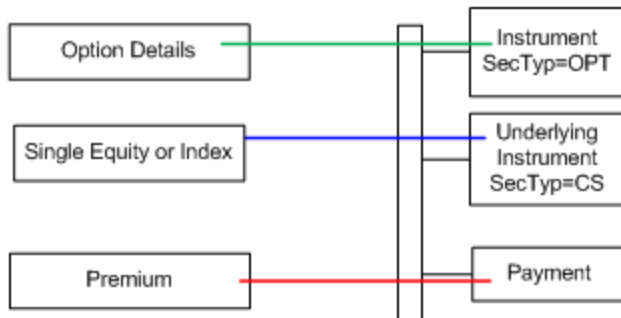 Option Details
Instrument
SecTyp=OPT
Single Equity or Index
Underlying
Instrument
SecTyp=CS
Premium
Payment